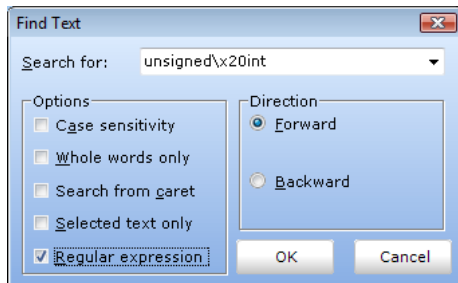 Find Text
Search for: unsigned\x20int
Options
Case sensitivity
Whole words only
Search from caret
Selected text only
Regular expression
Direction
Forward
Backward
OK Cancel